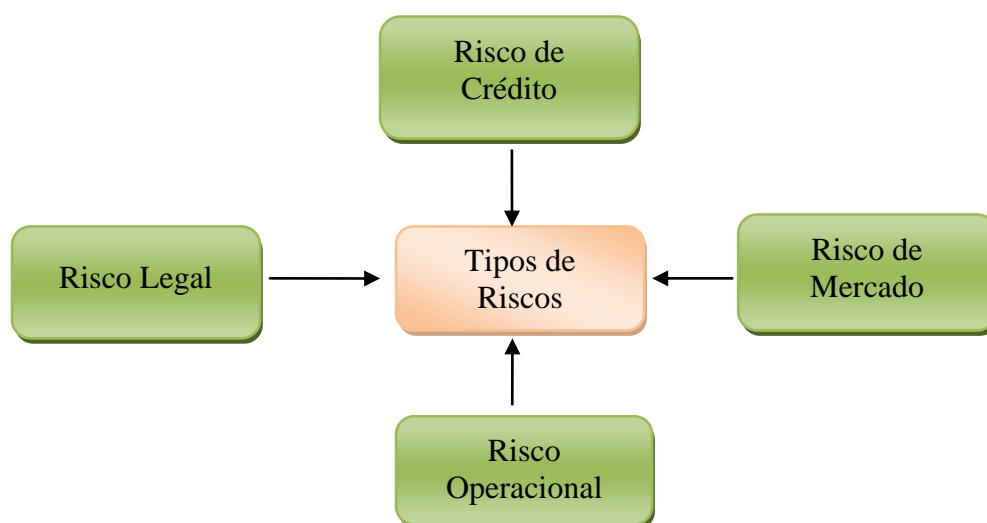 Risco de
Crédito
Risco Legal
Tipos de
Riscos
Risco de
Mercado
Risco
Operacional